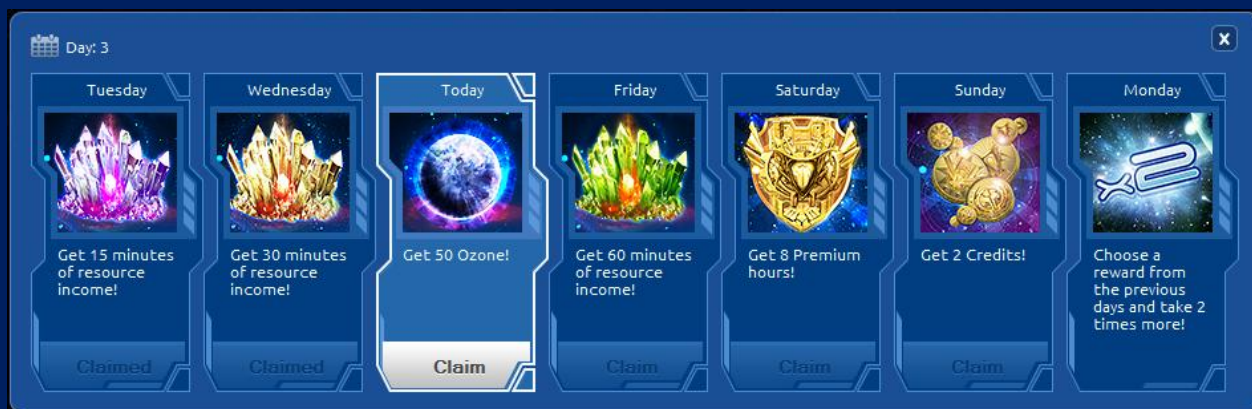 Day: 3
X
Tuesday
Get 15 minutes
of resource
income!
Claimed
Wednesday
Get 30 minutes
of resource
income!
Claimed
Today
Get 50 Ozone!
Claim
Friday
Get 60 minutes
of resource
income!
Claim
Saturday
Get 8 Premium
hours!
Claim
Sunday
Get 2 Credits!
Claim
Monday
x2
Choose a
reward from
the previous
days and take 2
times more!